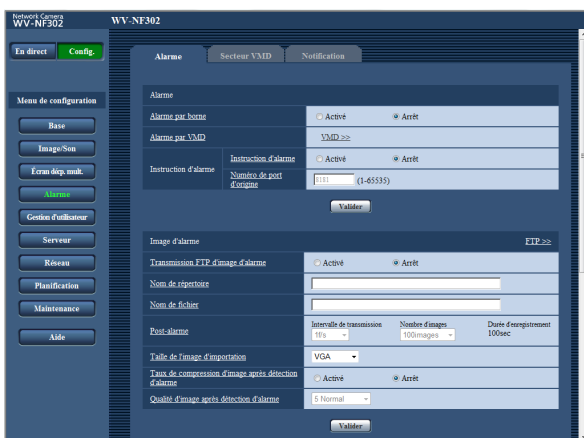 Network Camera
WV-NF302
WV-NF302
En direct
Config.
Alarme
Secteur VMD
Notification
Menu de configuration
Base
Image/Son
Écran déçp. mult.
Alarme
Gestion d'utilisateur
Serveur
Réseau
Planification
Maintenance
Aide
Alarme
Alarme par borne
Activé
Arrêt
Alarme par VMD
VMD >>
Instruction d'alarme
Instruction d'alarme
Activé
Arrêt
Numéro de port
d'origine
8181
(1-65535)
Valider
Image d'alarme
FTP >>
Transmission FTP d'image d'alarme
Activé
Arrêt
Nom de répertoire
Nom de fichier
Post-alarme
Intervalle de transmission
Nombre d'images
Durée d'enregistrement
1f/s
100images
100sec
Taille de l'image d'importation
VGA
Taux de compression d'image après détection
d'alarme
Activé
Arrêt
Qualité d'image après détection d'alarme
5 Normal
Valider